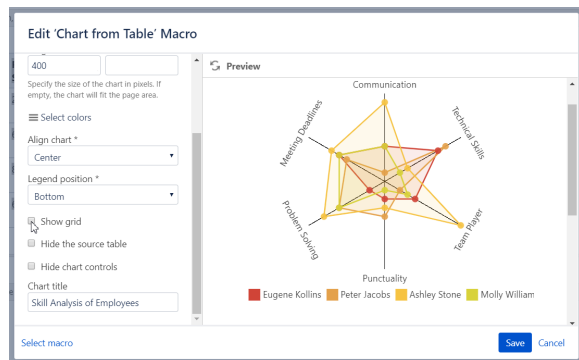 Edit ‘Chart from Table’ Macro
400
Specify the size of the chart in pixels. If
empty, the chart will fit the page area.
Select colors
Align chart *
Center
Legend position *
Bottom
Show grid
Hide the source table
Hide chart controls
Chart title
Skill Analysis of Employees
Preview
Communication
Technical Skills
Team Player
Punctuality
Problem Solving
Meeting Deadlines
Eugene Kollins Peter Jacobs Ashley Stone Molly William
Select macro
Save Cancel